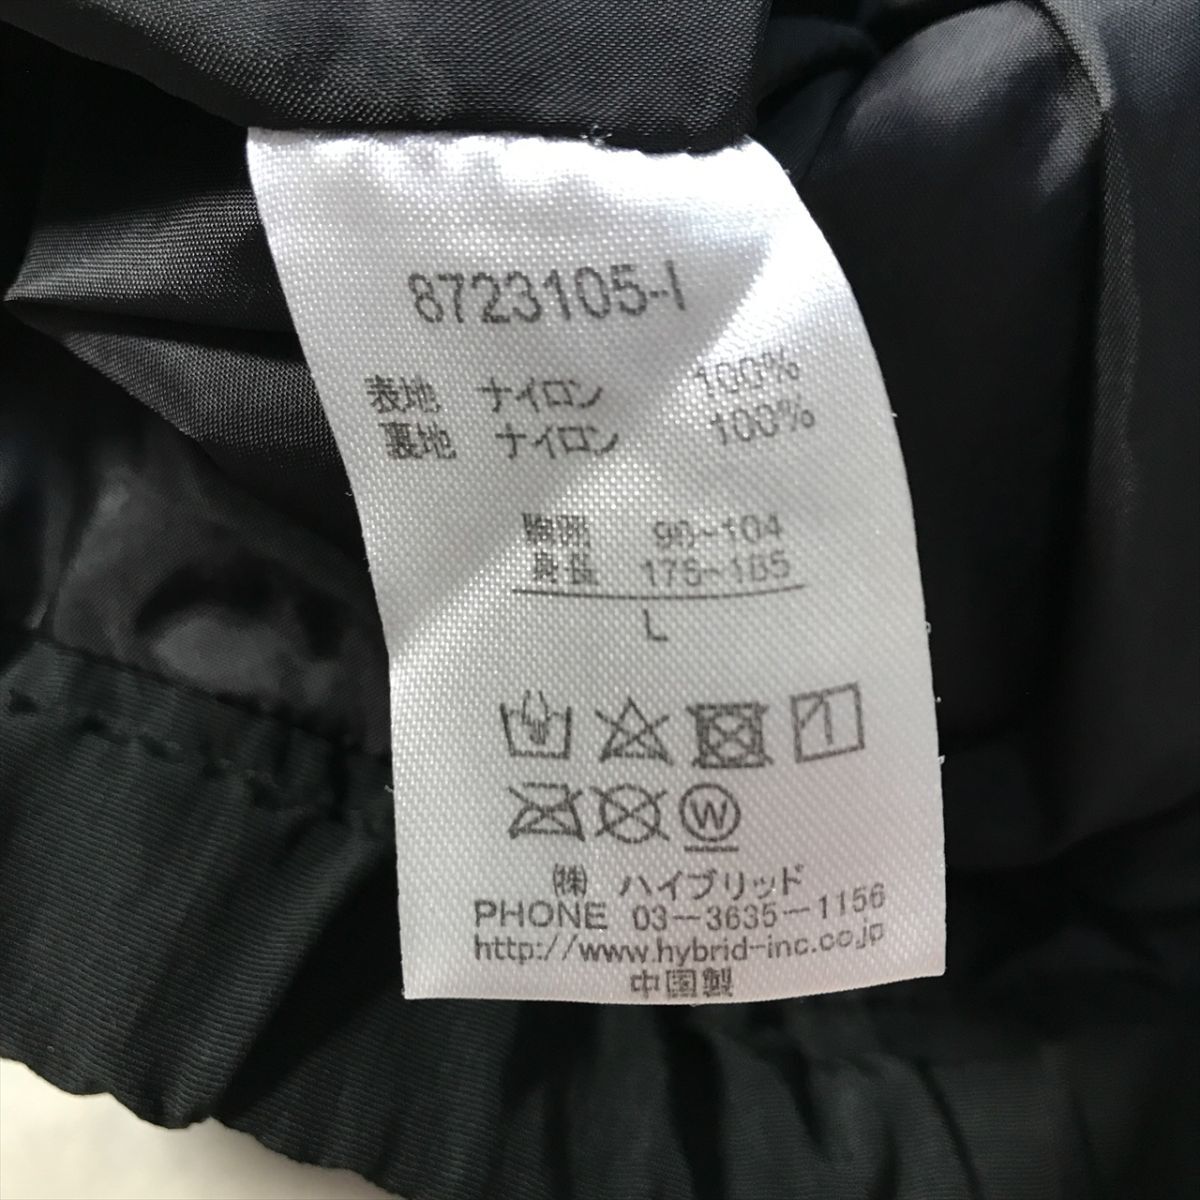 8723105-I
表地 ナイロン 100%
裏地 ナイロン 100%
胸囲 96~104
身長 175~185
L
W
㈱ ハイブリッド
PHONE 03-3635-1156
http://www.hybrid-inc.co.jp
中国製